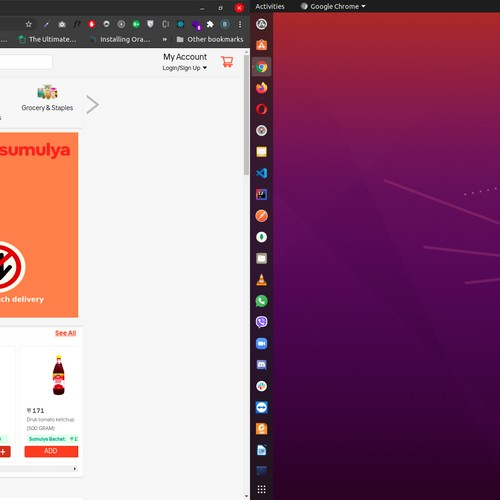 Activities
Google Chrome
The Ultimate…
Installing Ora…
Other bookmarks
My Account
Login/Sign Up
Grocery & Staples
sumulya
ch delivery
See All
रु 171
Druk tomato ketchup
(500 GRAM)
Sumulya Bachat: रु 1
ADD